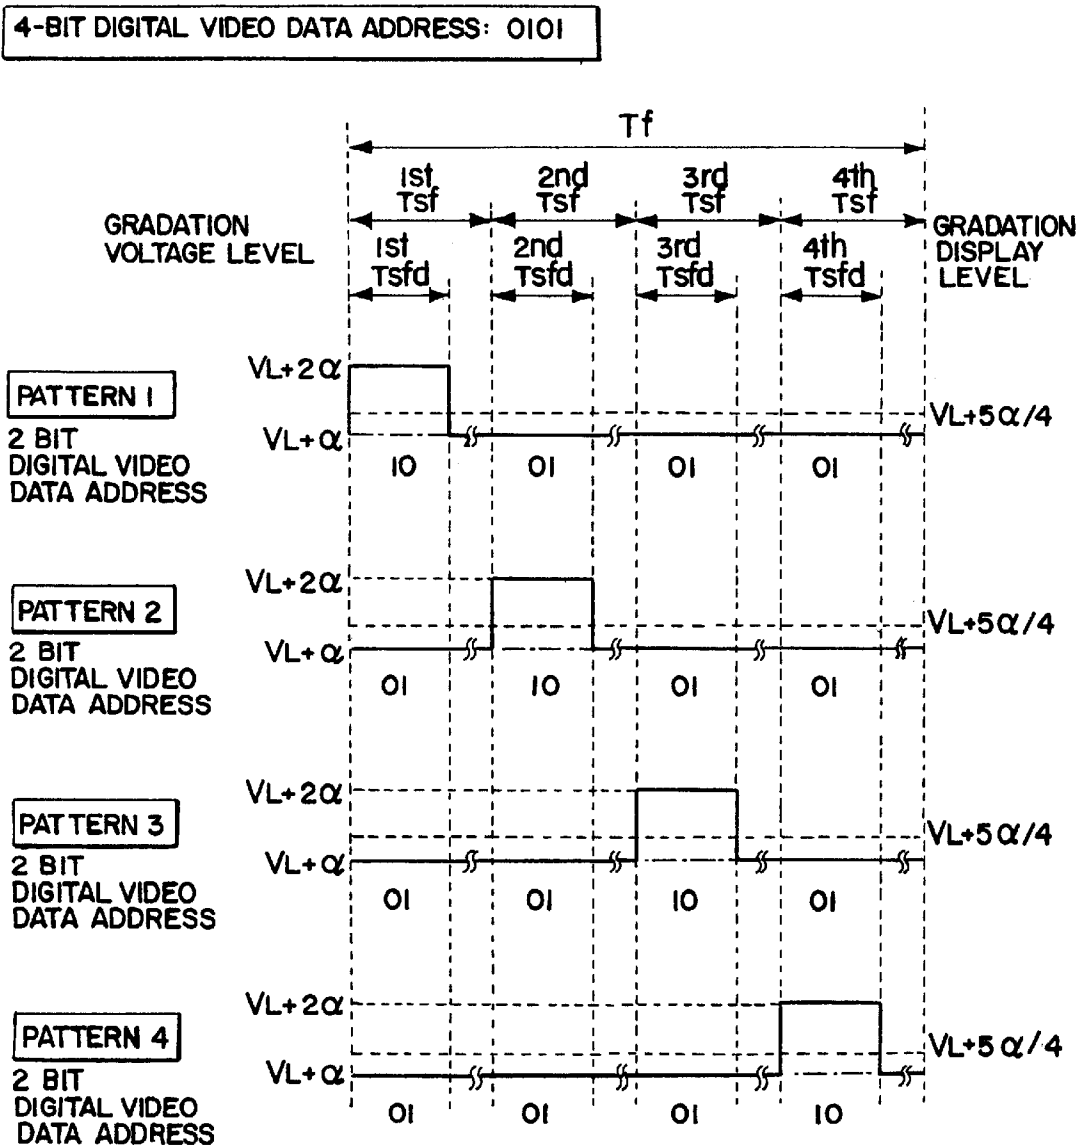 4-BIT DIGITAL VIDEO DATA ADDRESS: 0101
Tf
1st 2nd 3rd 4th
Tsf Tsf Tsf Tsf
GRADATION
VOLTAGE LEVEL
1st 2nd 3rd 4th
Tsfd Tsfd Tsfd Tsfd
GRADATION
DISPLAY
LEVEL
VL+2α
PATTERN 1
VL+5α/4
VL+α
2 BIT
DIGITAL VIDEO
DATA ADDRESS
10 01 01 01
VL+2α
PATTERN 2
VL+5α/4
VL+α
2 BIT
DIGITAL VIDEO
DATA ADDRESS
01 10 01 01
VL+2α
PATTERN 3
VL+5α/4
VL+α
2 BIT
DIGITAL VIDEO
DATA ADDRESS
01 01 10 01
VL+2α
PATTERN 4
VL+5α/4
VL+α
2 BIT
DIGITAL VIDEO
DATA ADDRESS
01 01 01 10